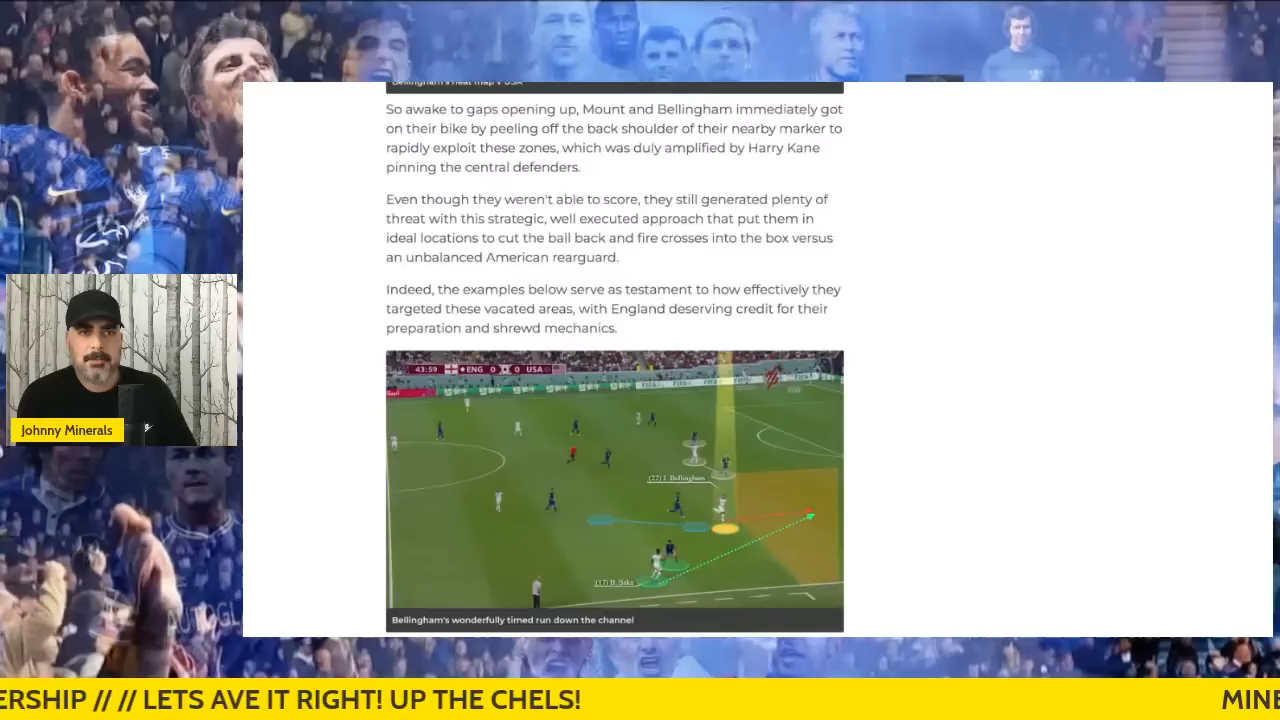 Bellingham's heat map v USA
So awake to gaps opening up, Mount and Bellingham immediately got
on their bike by peeling off the back shoulder of their nearby marker to
rapidly exploit these zones, which was duly amplified by Harry Kane
pinning the central defenders.
Even though they weren't able to score, they still generated plenty of
threat with this strategic, well executed approach that put them in
ideal locations to cut the ball back and fire crosses into the box versus
an unbalanced American rearguard.
Indeed, the examples below serve as testament to how effectively they
targeted these vacated areas, with England deserving credit for their
preparation and shrewd mechanics.
43:59 ENG 0 0 USA
FIFA
(22) J. Bellingham
(17) B. Saka
Bellingham's wonderfully timed run down the channel
Johnny Minerals
ERSHIP // // LETS AVE IT RIGHT! UP THE CHELS! MINE